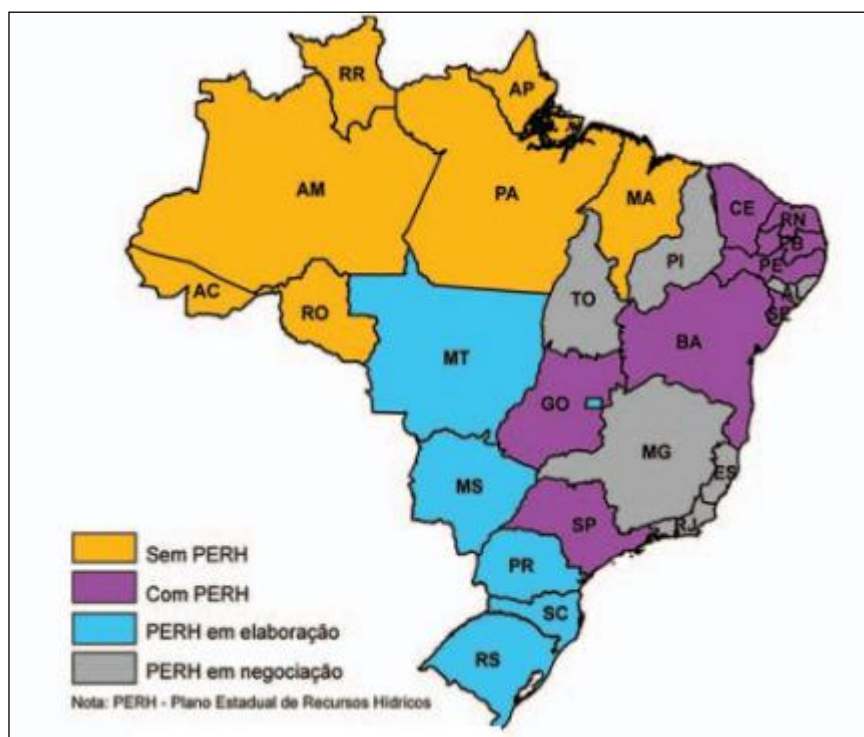 RR
AP
AM
PA
MA
CE
RN
PB
PE
PI
AC
RO
TO
AL
SE
MT
BA
GO
MG
ES
MS
SP
RJ
PR
SC
RS
Sem PERH
Com PERH
PERH em elaboração
PERH em negociação
Nota: PERH - Plano Estadual de Recursos Hídricos